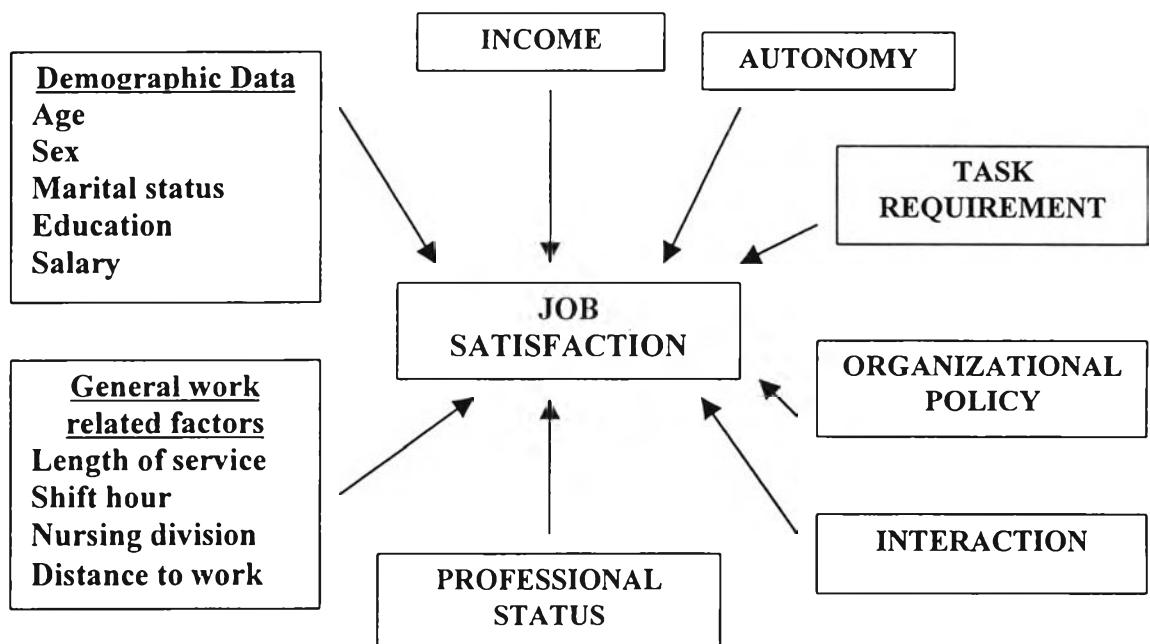 INCOME
AUTONOMY
Demographic Data
Age
Sex
Marital status
Education
Salary
TASK
REQUIREMENT
JOB
SATISFACTION
General work
related factors
Length of service
Shift hour
Nursing division
Distance to work
ORGANIZATIONAL
POLICY
INTERACTION
PROFESSIONAL
STATUS